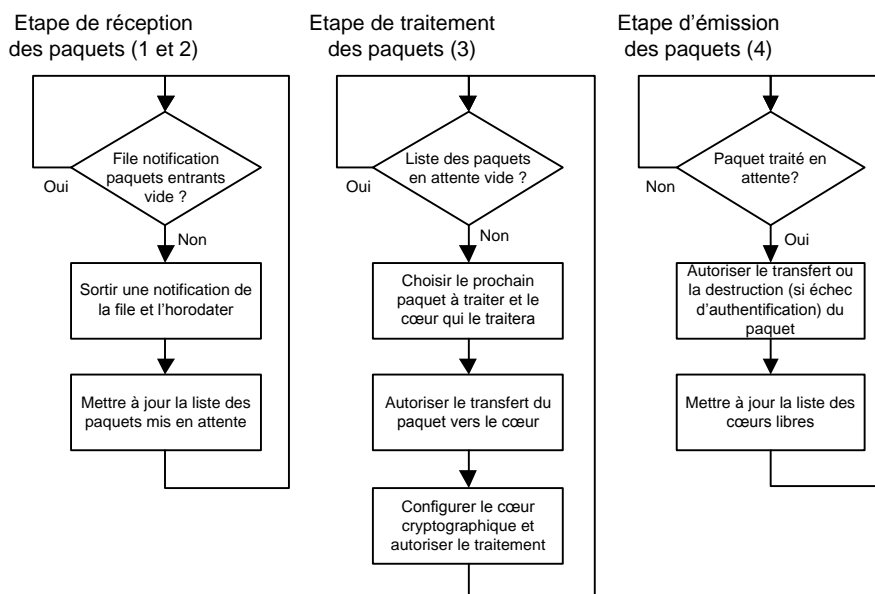 Etape de réception
des paquets (1 et 2)
File notification
paquets entrants
vide ?
Oui
Non
Sortir une notification de
la file et l'horodater
Mettre à jour la liste des
paquets mis en attente
Etape de traitement
des paquets (3)
Liste des paquets
en attente vide ?
Oui
Non
Choisir le prochain
paquet à traiter et le
cœur qui le traitera
Autoriser le transfert du
paquet vers le cœur
Configurer le cœur
cryptographique et
autoriser le traitement
Etape d'émission
des paquets (4)
Paquet traité en
attente?
Non
Oui
Autoriser le transfert ou
la destruction (si échec
d'authentification) du
paquet
Mettre à jour la liste des
cœurs libres